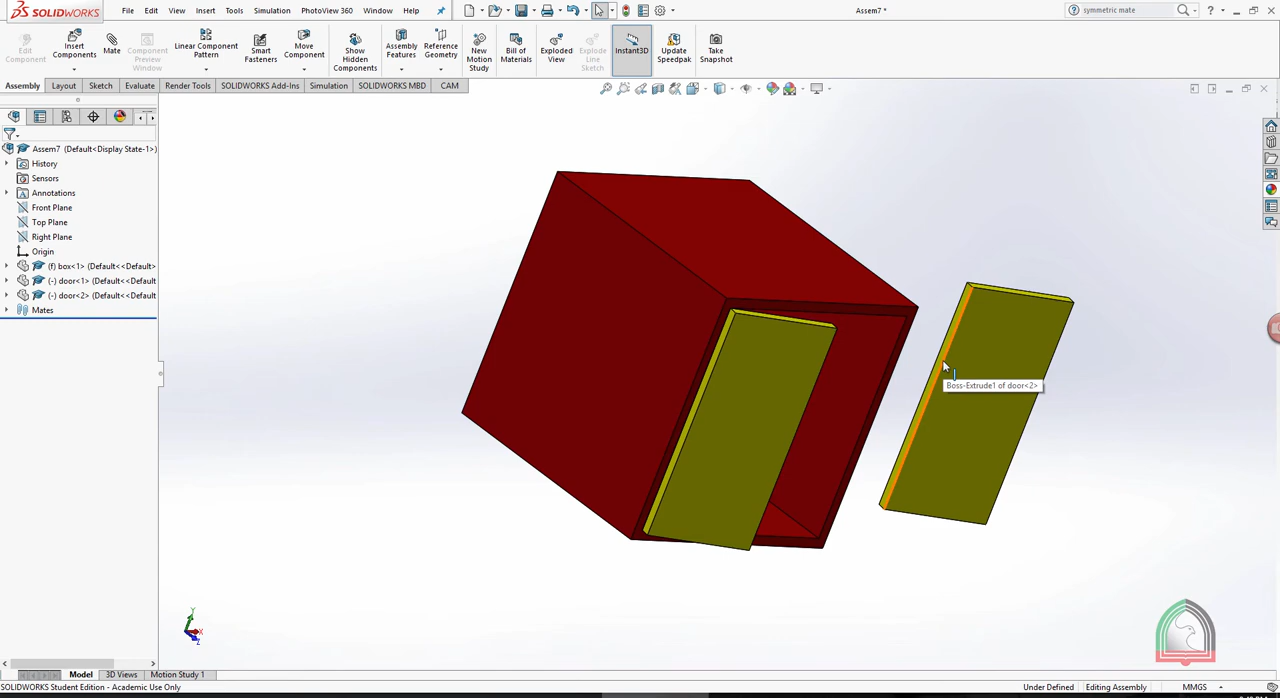 SOLIDWORKS
File Edit View Insert Tools Simulation PhotoView 360 Window Help
Assem7 *
symmetric mate
Edit Component
Insert Components
Mate
Component Preview Window
Linear Component Pattern
Smart Fasteners
Move Component
Show Hidden Components
Assembly Features
Reference Geometry
New Motion Study
Bill of Materials
Exploded View
Explode Line Sketch
Instant3D
Update Speedpak
Take Snapshot
Assembly Layout Sketch Evaluate Render Tools SOLIDWORKS Add-Ins Simulation SOLIDWORKS MBD CAM
Assem7 (Default<Display State-1>)
History
Sensors
Annotations
Front Plane
Top Plane
Right Plane
Origin
(f) box<1> (Default<<Default>
(-) door<1> (Default<<Default
(-) door<2> (Default<<Default
Mates
Boss-Extrude1 of door<2>
Y
X
Z
Model 3D Views Motion Study 1
SOLIDWORKS Student Edition - Academic Use Only
Under Defined Editing Assembly MMGS